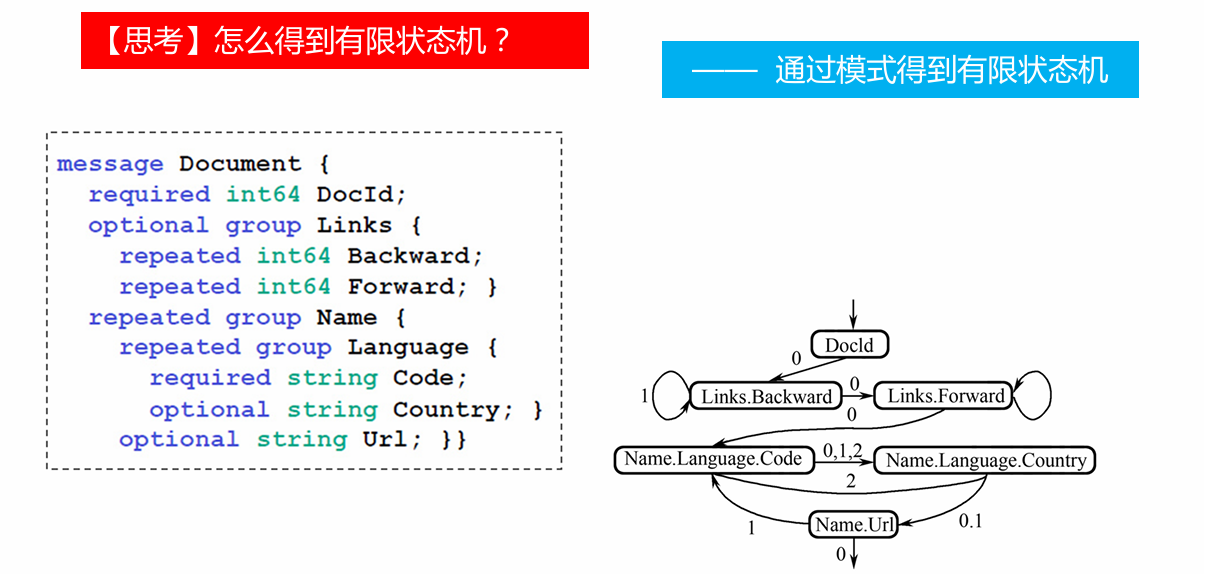 【思考】怎么得到有限状态机？
—— 通过模式得到有限状态机
message Document {
required int64 DocId;
optional group Links {
repeated int64 Backward;
repeated int64 Forward; }
repeated group Name {
repeated group Language {
required string Code;
optional string Country; }
optional string Url; }}
DocId
0
1
Links.Backward
0
Links.Forward
0
Name.Language.Code
0,1,2
Name.Language.Country
2
1
Name.Url
0.1
0